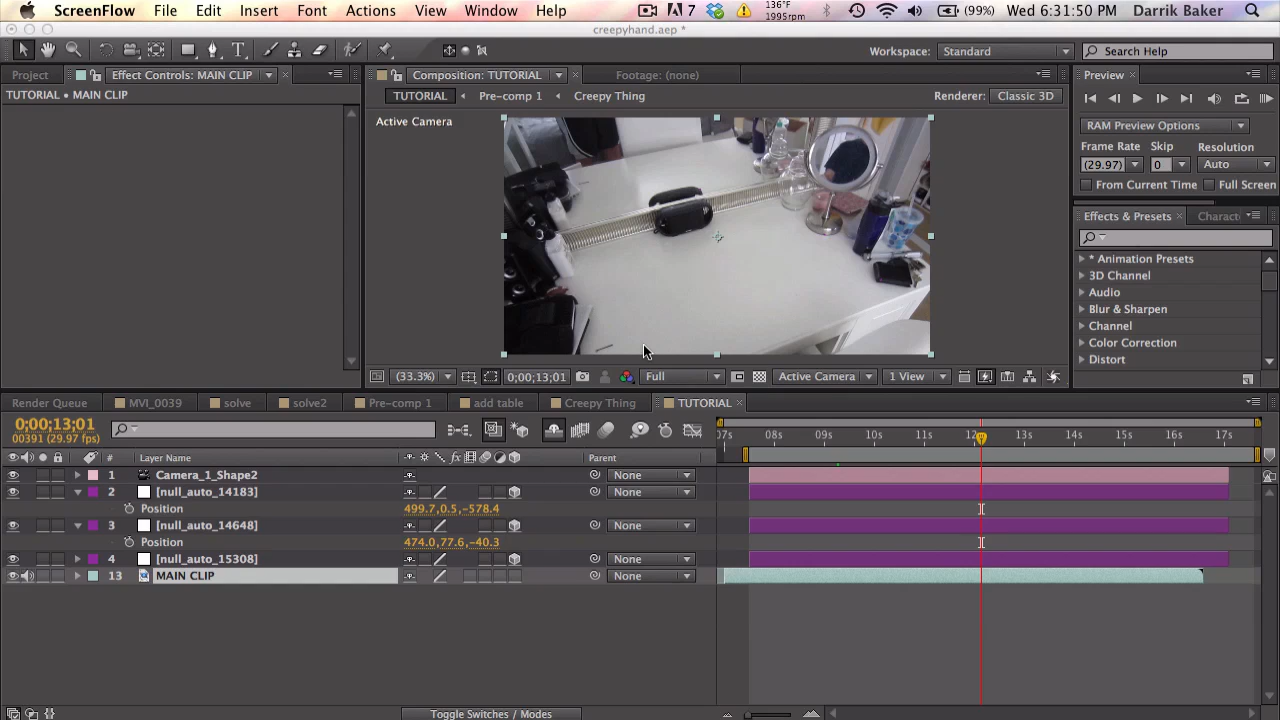 ScreenFlow File Edit Insert Font Actions View Window Help 7 136°F 1995rpm (99%) Wed 6:31:50 PM Darrik Baker
creepyhand.aep *
Workspace: Standard Search Help
Project Effect Controls: MAIN CLIP Composition: TUTORIAL Footage: (none) Preview
TUTORIAL • MAIN CLIP TUTORIAL Pre-comp 1 Creepy Thing Renderer: Classic 3D
Active Camera
RAM Preview Options
Frame Rate Skip Resolution
(29.97) 0 Auto
From Current Time Full Screen
Effects & Presets Charact
* Animation Presets
3D Channel
Audio
Blur & Sharpen
Channel
Color Correction
Distort
(33.3%) 0;00;13;01 Full Active Camera 1 View
Render Queue MVI_0039 solve solve2 Pre-comp 1 add table Creepy Thing TUTORIAL
0;00;13;01
00391 (29.97 fps)
07s 08s 09s 10s 11s 12s 13s 14s 15s 16s 17s
# Layer Name Parent
1 Camera_1_Shape2 None
2 [null_auto_14183] None
Position 499.7,0.5,-578.4
3 [null_auto_14648] None
Position 474.0,77.6,-40.3
4 [null_auto_15308] None
13 MAIN CLIP None
Toggle Switches / Modes